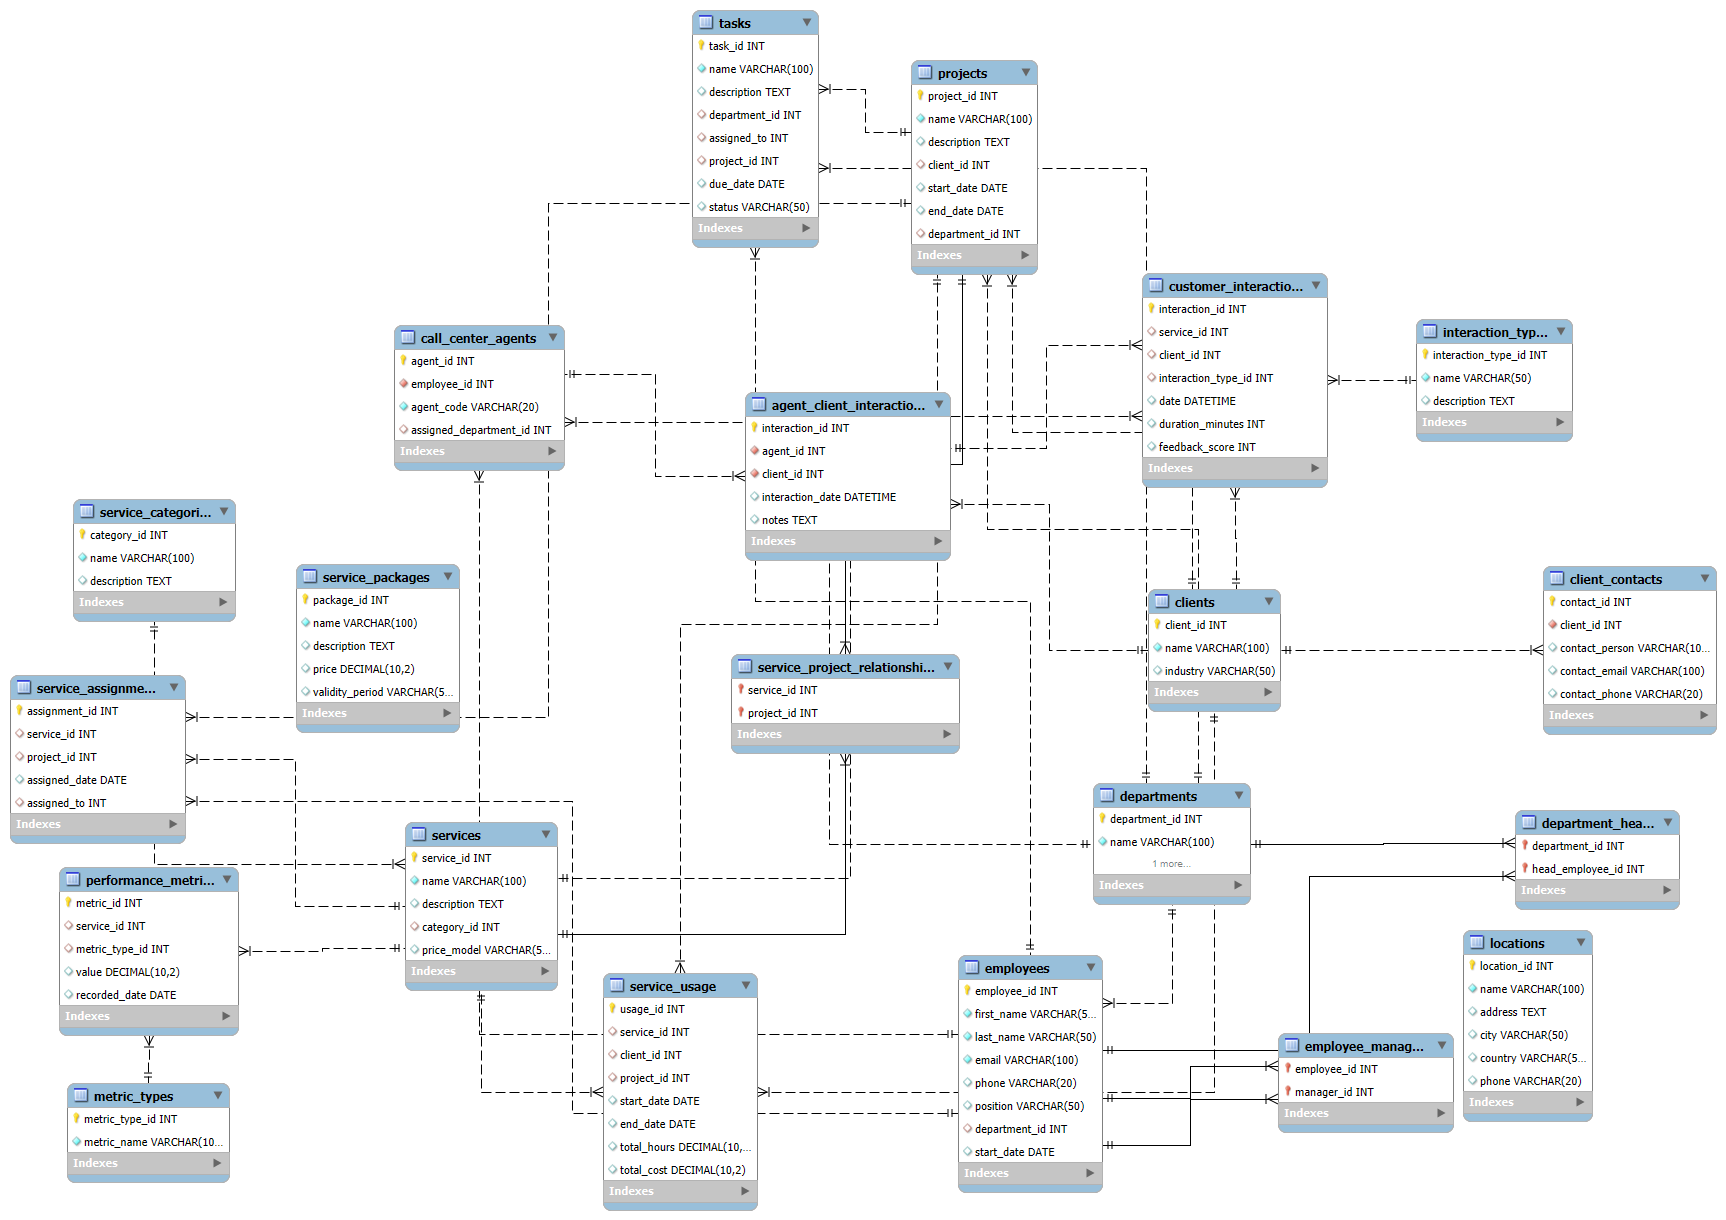 tasks
task_id INT
name VARCHAR(100)
description TEXT
department_id INT
assigned_to INT
project_id INT
due_date DATE
status VARCHAR(50)
Indexes
projects
project_id INT
name VARCHAR(100)
description TEXT
client_id INT
start_date DATE
end_date DATE
department_id INT
Indexes
customer_interactio...
interaction_id INT
service_id INT
client_id INT
interaction_type_id INT
date DATETIME
duration_minutes INT
feedback_score INT
Indexes
interaction_typ...
interaction_type_id INT
name VARCHAR(50)
description TEXT
Indexes
call_center_agents
agent_id INT
employee_id INT
agent_code VARCHAR(20)
assigned_department_id INT
Indexes
agent_client_interactio...
interaction_id INT
agent_id INT
client_id INT
interaction_date DATETIME
notes TEXT
Indexes
service_categori...
category_id INT
name VARCHAR(100)
description TEXT
Indexes
service_packages
package_id INT
name VARCHAR(100)
description TEXT
price DECIMAL(10,2)
validity_period VARCHAR(5...
Indexes
clients
client_id INT
name VARCHAR(100)
industry VARCHAR(50)
Indexes
client_contacts
contact_id INT
client_id INT
contact_person VARCHAR(10...
contact_email VARCHAR(100)
contact_phone VARCHAR(20)
Indexes
service_project_relationshi...
service_id INT
project_id INT
Indexes
service_assignme...
assignment_id INT
service_id INT
project_id INT
assigned_date DATE
assigned_to INT
Indexes
departments
department_id INT
name VARCHAR(100)
1 more...
Indexes
department_hea...
department_id INT
head_employee_id INT
Indexes
services
service_id INT
name VARCHAR(100)
description TEXT
category_id INT
price_model VARCHAR(5...
Indexes
performance_metri...
metric_id INT
service_id INT
metric_type_id INT
value DECIMAL(10,2)
recorded_date DATE
Indexes
locations
location_id INT
name VARCHAR(100)
address TEXT
city VARCHAR(50)
country VARCHAR(5...
phone VARCHAR(20)
Indexes
employees
employee_id INT
first_name VARCHAR(5...
last_name VARCHAR(50)
email VARCHAR(100)
phone VARCHAR(20)
position VARCHAR(50)
department_id INT
start_date DATE
Indexes
service_usage
usage_id INT
service_id INT
client_id INT
project_id INT
start_date DATE
end_date DATE
total_hours DECIMAL(10,...
total_cost DECIMAL(10,2)
Indexes
employee_manag...
employee_id INT
manager_id INT
Indexes
metric_types
metric_type_id INT
metric_name VARCHAR(10...
Indexes